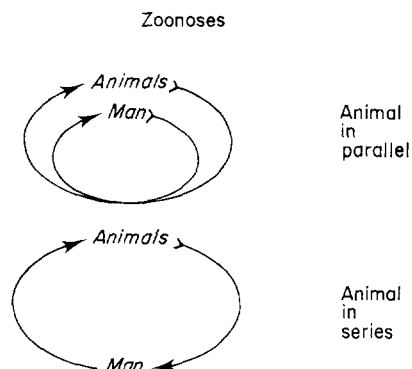 Zoonoses
Animals
Man
Animal
in
parallel
Animals
Man
Animal
in
series